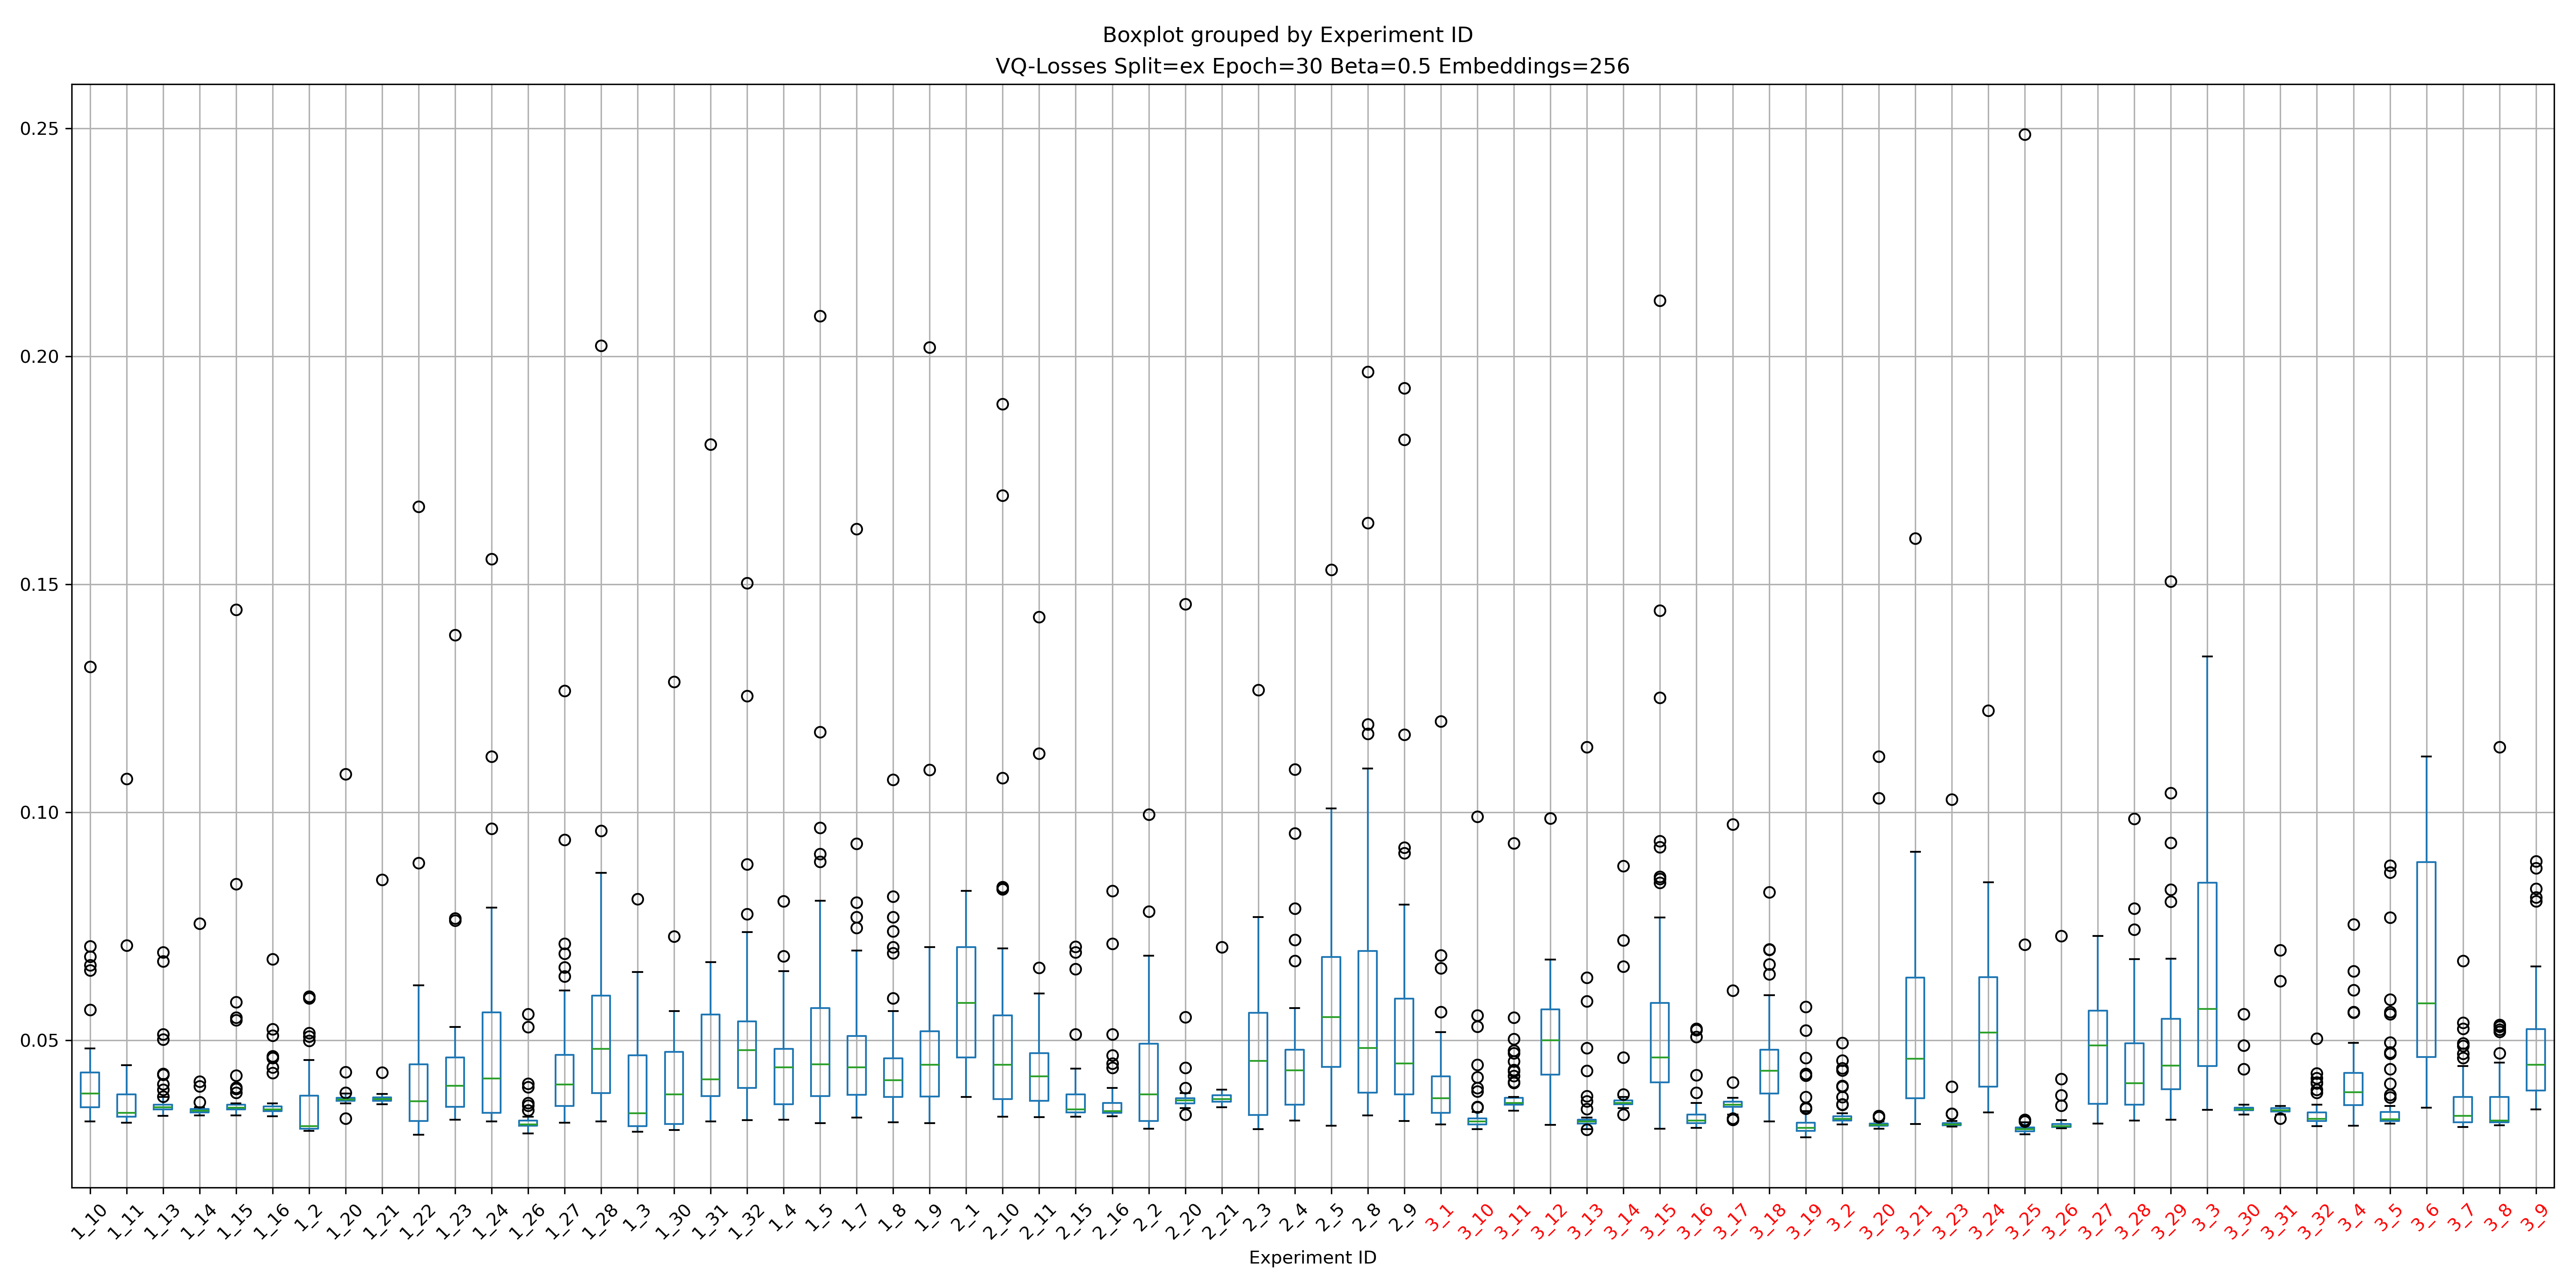 Boxplot grouped by Experiment ID
VQ-Losses Split=ex Epoch=30 Beta=0.5 Embeddings=256
0.25
0.20
0.15
0.10
0.05
1_10 1_11 1_13 1_14 1_15 1_16 1_2 1_20 1_21 1_22 1_23 1_24 1_26 1_27 1_28 1_3 1_30 1_31 1_32 1_4 1_5 1_7 1_8 1_9 2_1 2_10 2_11 2_15 2_16 2_2 2_20 2_21 2_3 2_4 2_5 2_8 2_9 3_1 3_10 3_11 3_12 3_13 3_14 3_15 3_16 3_17 3_18 3_19 3_2 3_20 3_21 3_23 3_24 3_25 3_26 3_27 3_28 3_29 3_3 3_30 3_31 3_32 3_4 3_5 3_6 3_7 3_8 3_9
Experiment ID